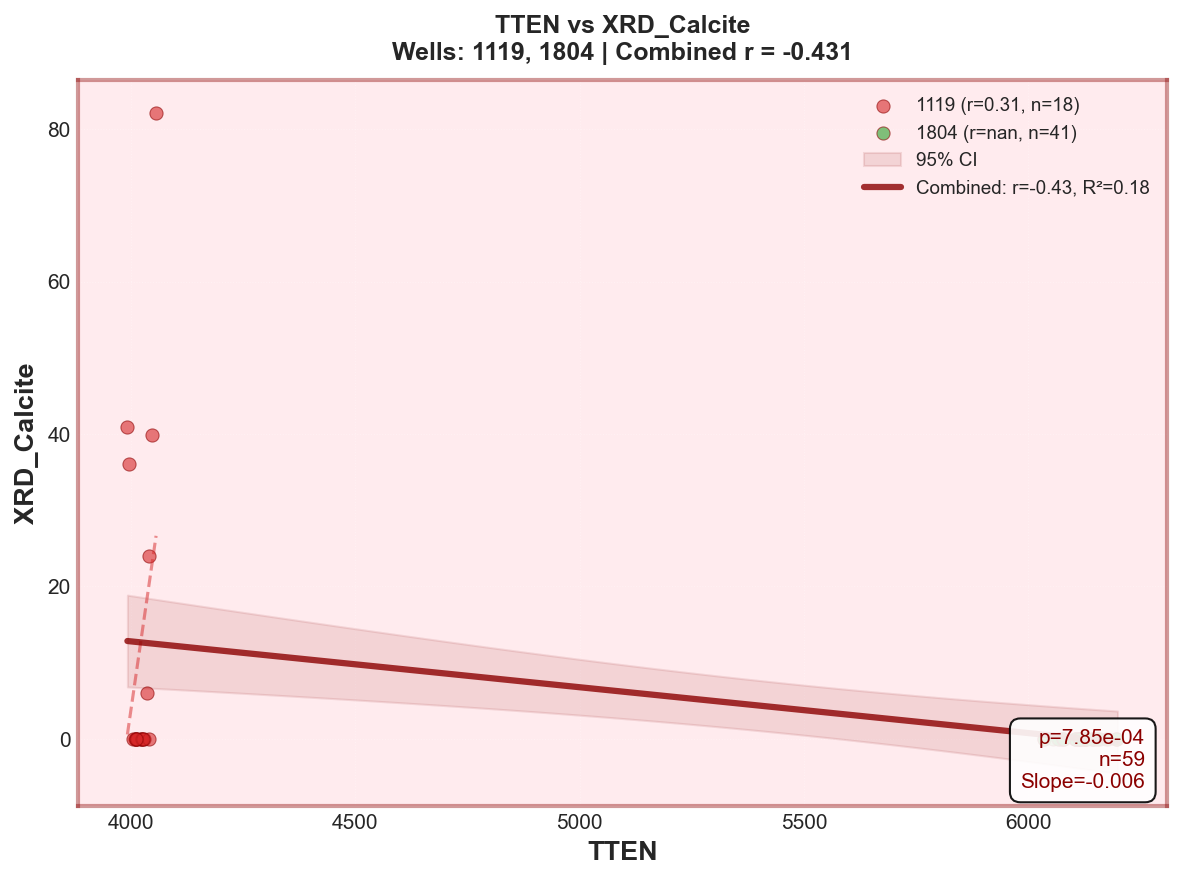 TTEN vs XRD_Calcite
Wells: 1119, 1804 | Combined r = -0.431
1119 (r=0.31, n=18)
1804 (r=nan, n=41)
95% CI
Combined: r=-0.43, R²=0.18
XRD_Calcite
80
60
40
20
0
p=7.85e-04
n=59
Slope=-0.006
4000
4500
5000
5500
6000
TTEN